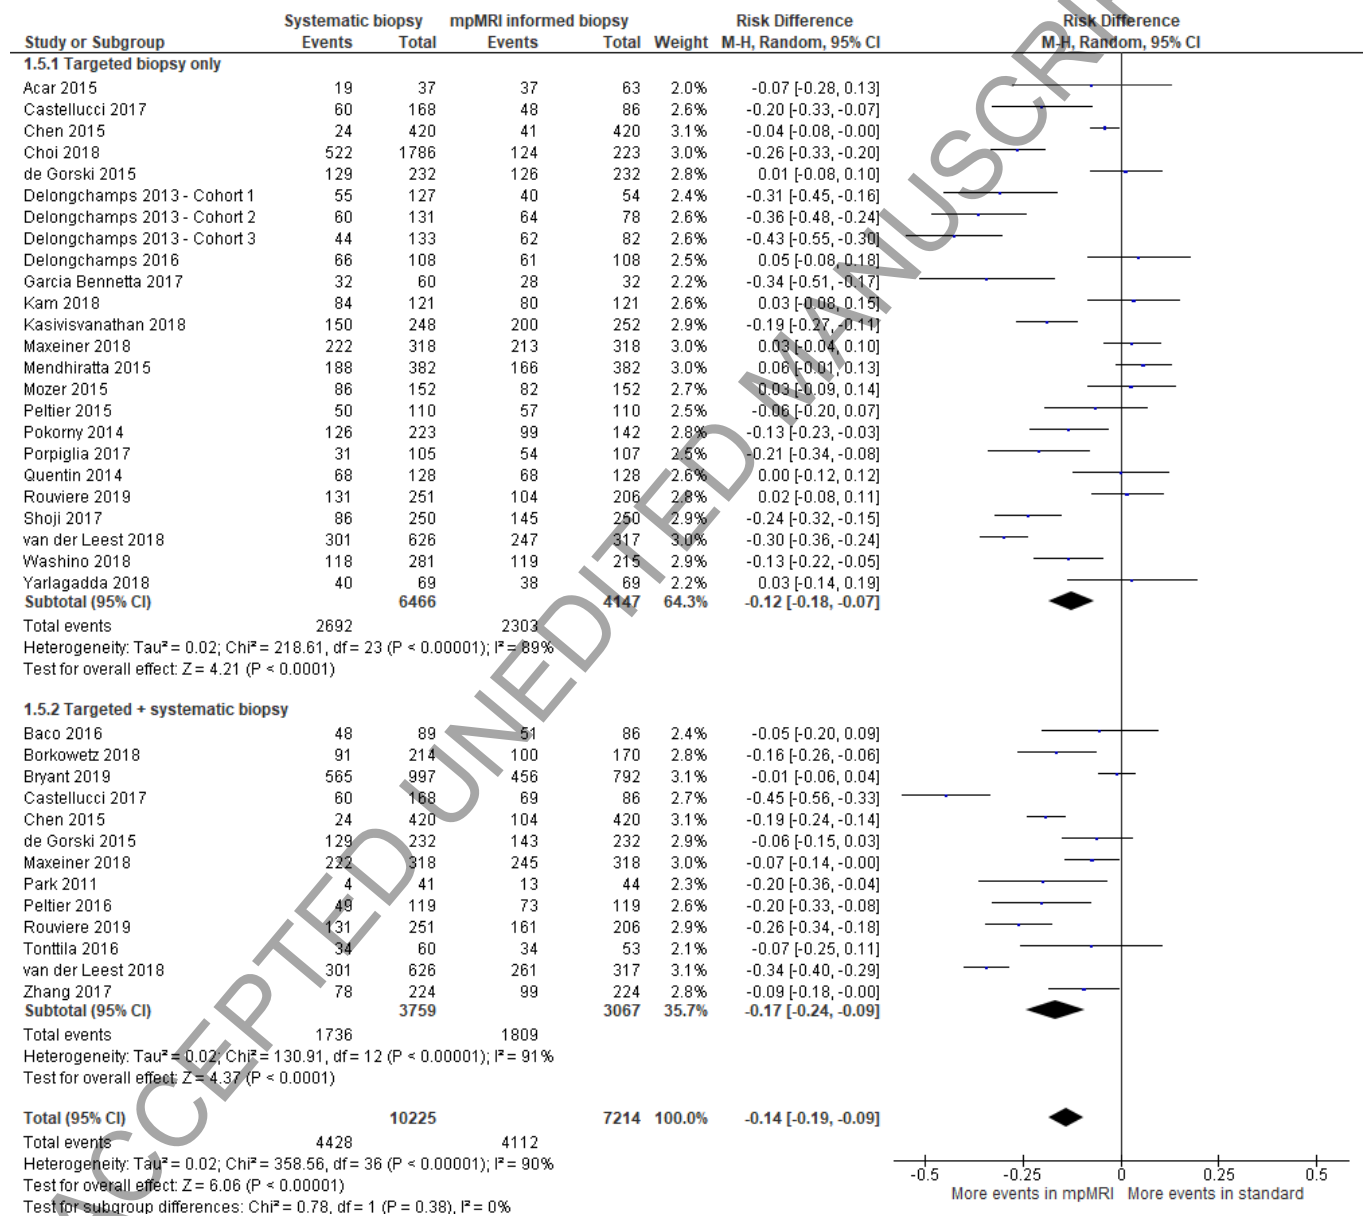 Systematic biopsy mpMRI informed biopsy Risk Difference Risk Difference
Study or Subgroup Events Total Events Total Weight M-H, Random, 95% CI M-H, Random, 95% CI
1.5.1 Targeted biopsy only
Acar 2015 19 37 37 63 2.0% -0.07 [-0.28, 0.13]
Castellucci 2017 60 168 48 86 2.6% -0.20 [-0.33, -0.07]
Chen 2015 24 420 41 420 3.1% -0.04 [-0.08, -0.00]
Choi 2018 522 1786 124 223 3.0% -0.26 [-0.33, -0.20]
de Gorski 2015 129 232 126 232 2.8% 0.01 [-0.08, 0.10]
Delongchamps 2013 - Cohort 1 55 127 40 54 2.4% -0.31 [-0.45, -0.16]
Delongchamps 2013 - Cohort 2 60 131 64 78 2.6% -0.36 [-0.48, -0.24]
Delongchamps 2013 - Cohort 3 44 133 62 82 2.6% -0.43 [-0.55, -0.30]
Delongchamps 2016 66 108 61 108 2.5% 0.05 [-0.08, 0.18]
Garcia Bennetta 2017 32 60 28 32 2.2% -0.34 [-0.51, -0.17]
Kam 2018 84 121 80 121 2.6% 0.03 [-0.08, 0.15]
Kasivisvanathan 2018 150 248 200 252 2.9% -0.19 [-0.27, -0.11]
Maxeiner 2018 222 318 213 318 3.0% 0.03 [-0.04, 0.10]
Mendhiratta 2015 188 382 166 382 3.0% 0.06 [-0.01, 0.13]
Mozer 2015 86 152 82 152 2.7% 0.03 [-0.09, 0.14]
Peltier 2015 50 110 57 110 2.5% -0.06 [-0.20, 0.07]
Pokorny 2014 126 223 99 142 2.8% -0.13 [-0.23, -0.03]
Porpiglia 2017 31 105 54 107 2.5% -0.21 [-0.34, -0.08]
Quentin 2014 68 128 68 128 2.6% 0.00 [-0.12, 0.12]
Rouviere 2019 131 251 104 206 2.8% 0.02 [-0.08, 0.11]
Shoji 2017 86 250 145 250 2.9% -0.24 [-0.32, -0.15]
van der Leest 2018 301 626 247 317 3.0% -0.30 [-0.36, -0.24]
Washino 2018 118 281 119 215 2.9% -0.13 [-0.22, -0.05]
Yarlagadda 2018 40 69 38 69 2.2% 0.03 [-0.14, 0.19]
Subtotal (95% CI) 6466 4147 64.3% -0.12 [-0.18, -0.07]
Total events 2692 2303
Heterogeneity: Tau² = 0.02; Chi² = 218.61, df = 23 (P < 0.00001); I² = 89%
Test for overall effect: Z = 4.21 (P < 0.0001)
1.5.2 Targeted + systematic biopsy
Baco 2016 48 89 51 86 2.4% -0.05 [-0.20, 0.09]
Borkowetz 2018 91 214 100 170 2.8% -0.16 [-0.26, -0.06]
Bryant 2019 565 997 456 792 3.1% -0.01 [-0.06, 0.04]
Castellucci 2017 60 168 69 86 2.7% -0.45 [-0.56, -0.33]
Chen 2015 24 420 104 420 3.1% -0.19 [-0.24, -0.14]
de Gorski 2015 129 232 143 232 2.9% -0.06 [-0.15, 0.03]
Maxeiner 2018 222 318 245 318 3.0% -0.07 [-0.14, -0.00]
Park 2011 4 41 13 44 2.3% -0.20 [-0.36, -0.04]
Peltier 2016 49 119 73 119 2.6% -0.20 [-0.33, -0.08]
Rouviere 2019 131 251 161 206 2.9% -0.26 [-0.34, -0.18]
Tonttila 2016 34 60 34 53 2.1% -0.07 [-0.25, 0.11]
van der Leest 2018 301 626 261 317 3.1% -0.34 [-0.40, -0.29]
Zhang 2017 78 224 99 224 2.8% -0.09 [-0.18, -0.00]
Subtotal (95% CI) 3759 3067 35.7% -0.17 [-0.24, -0.09]
Total events 1736 1809
Heterogeneity: Tau² = 0.02; Chi² = 130.91, df = 12 (P < 0.00001); I² = 91%
Test for overall effect: Z = 4.37 (P < 0.0001)
Total (95% CI) 10225 7214 100.0% -0.14 [-0.19, -0.09]
Total events 4428 4112
Heterogeneity: Tau² = 0.02; Chi² = 358.56, df = 36 (P < 0.00001); I² = 90%
Test for overall effect: Z = 6.06 (P < 0.00001)
Test for subgroup differences: Chi² = 0.78, df = 1 (P = 0.38), I² = 0%
-0.5 -0.25 0 0.25 0.5
More events in mpMRI More events in standard
ACCEPTED UNEDITED MANUSCRI